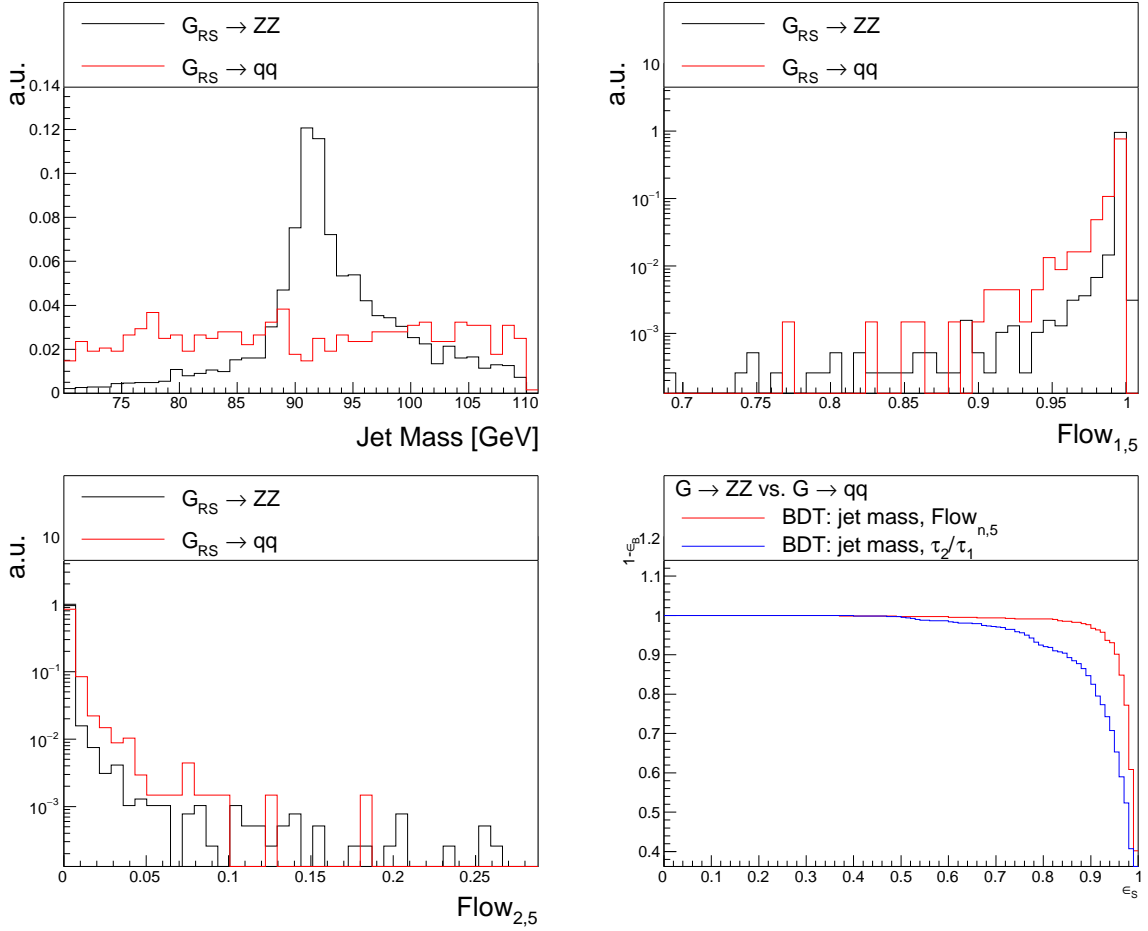 G_RS → ZZ
G_RS → qq
a.u.
0.14
0.12
0.1
0.08
0.06
0.04
0.02
0
75 80 85 90 95 100 105 110
Jet Mass [GeV]
G_RS → ZZ
G_RS → qq
a.u.
10
1
10^−1
10^−2
10^−3
0.7 0.75 0.8 0.85 0.9 0.95 1
Flow_1,5
G_RS → ZZ
G_RS → qq
a.u.
10
1
10^−1
10^−2
10^−3
0 0.05 0.1 0.15 0.2 0.25
Flow_2,5
G → ZZ vs. G → qq
BDT: jet mass, Flow_n,5
BDT: jet mass, τ_2/τ_1
1-ϵ_B
1.2
1.1
1
0.9
0.8
0.7
0.6
0.5
0.4
0 0.1 0.2 0.3 0.4 0.5 0.6 0.7 0.8 0.9 1
ϵ_S